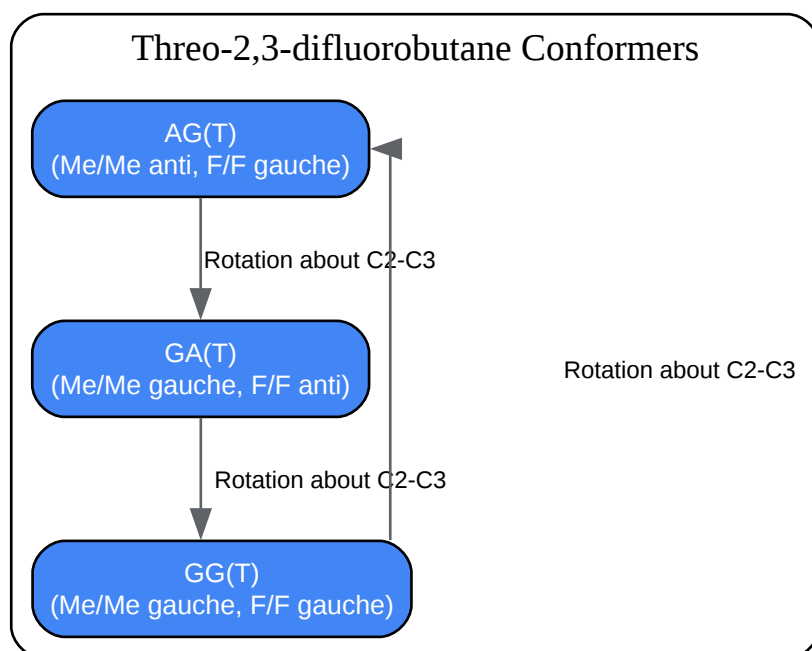 Threo-2,3-difluorobutane Conformers
AG(T)
(Me/Me anti, F/F gauche)
Rotation about C2-C3
GA(T)
(Me/Me gauche, F/F anti)
Rotation about C2-C3
Rotation about C2-C3
GG(T)
(Me/Me gauche, F/F gauche)